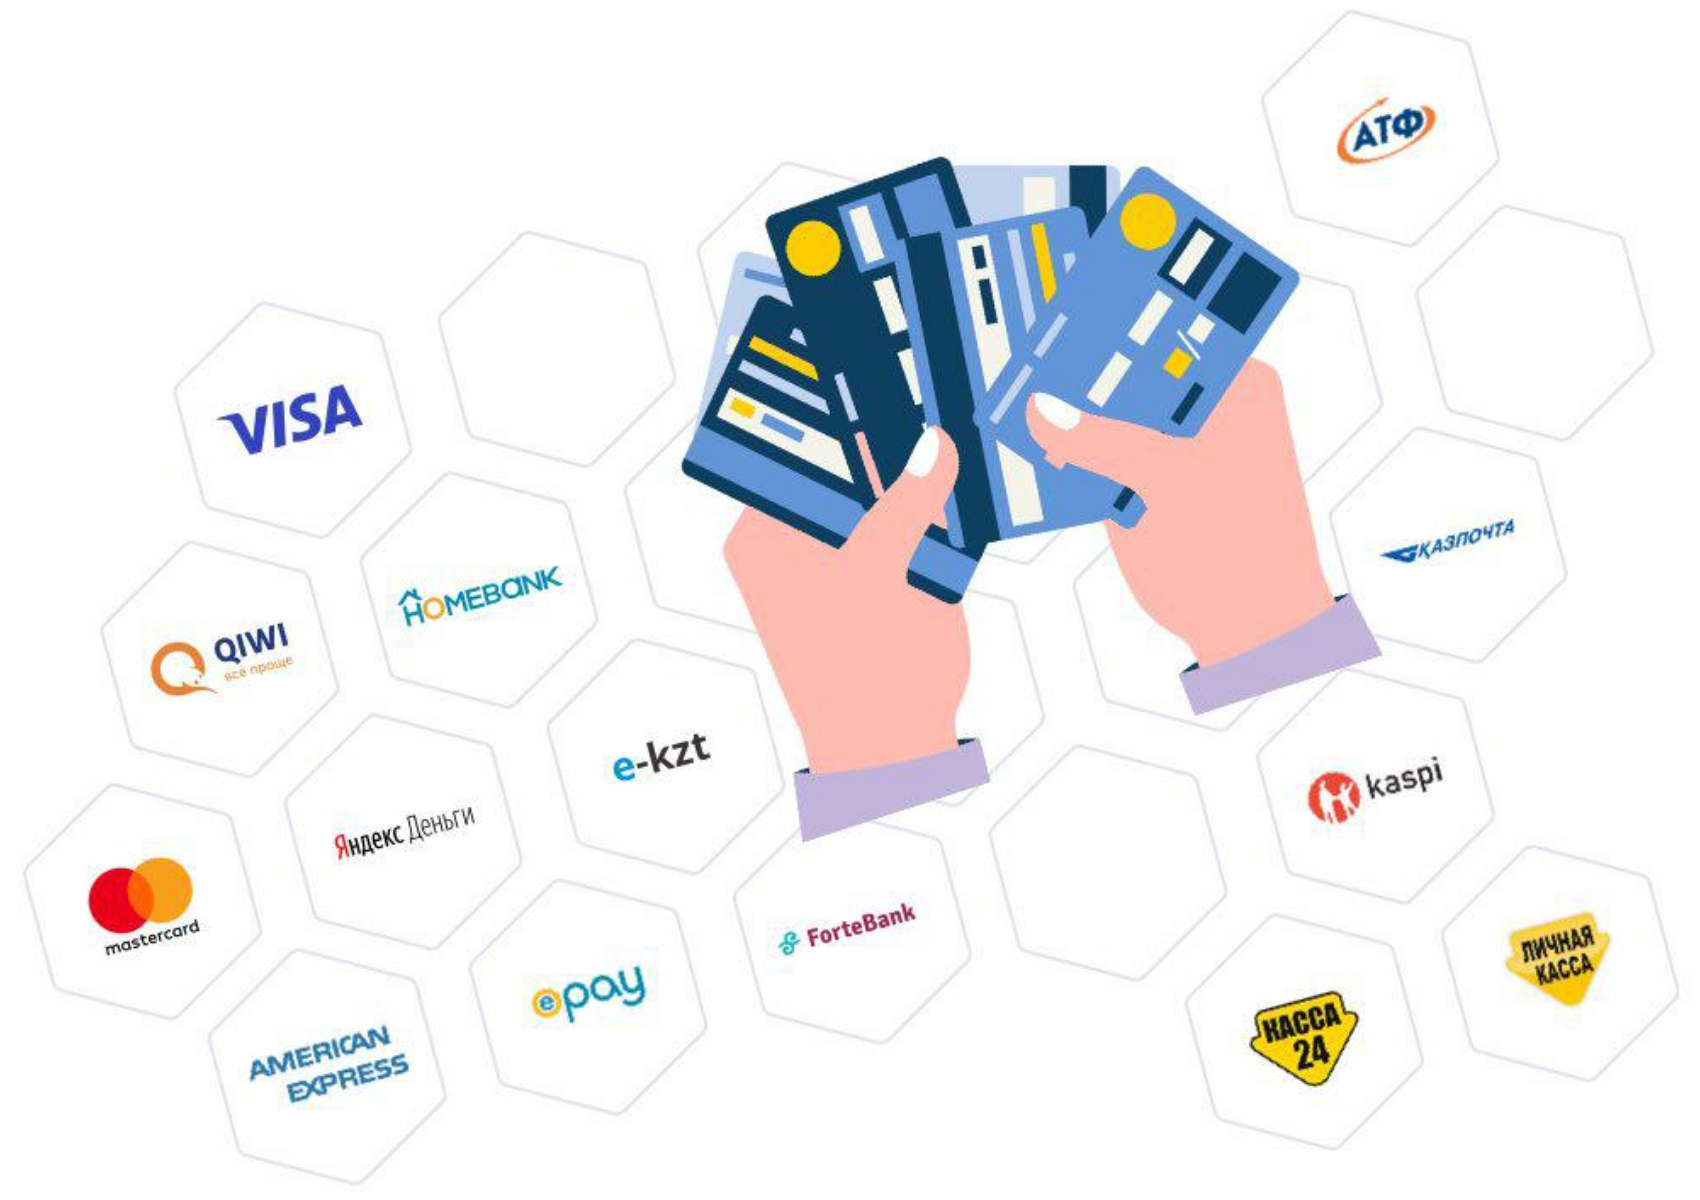 АТФ
VISA
ҚАЗПОЧТА
HOMEBANK
QIWI
всё проще
e-kzt
kaspi
Яндекс Деньги
mastercard
ForteBank
ЛИЧНАЯ
КАССА
epay
КАССА
24
AMERICAN
EXPRESS